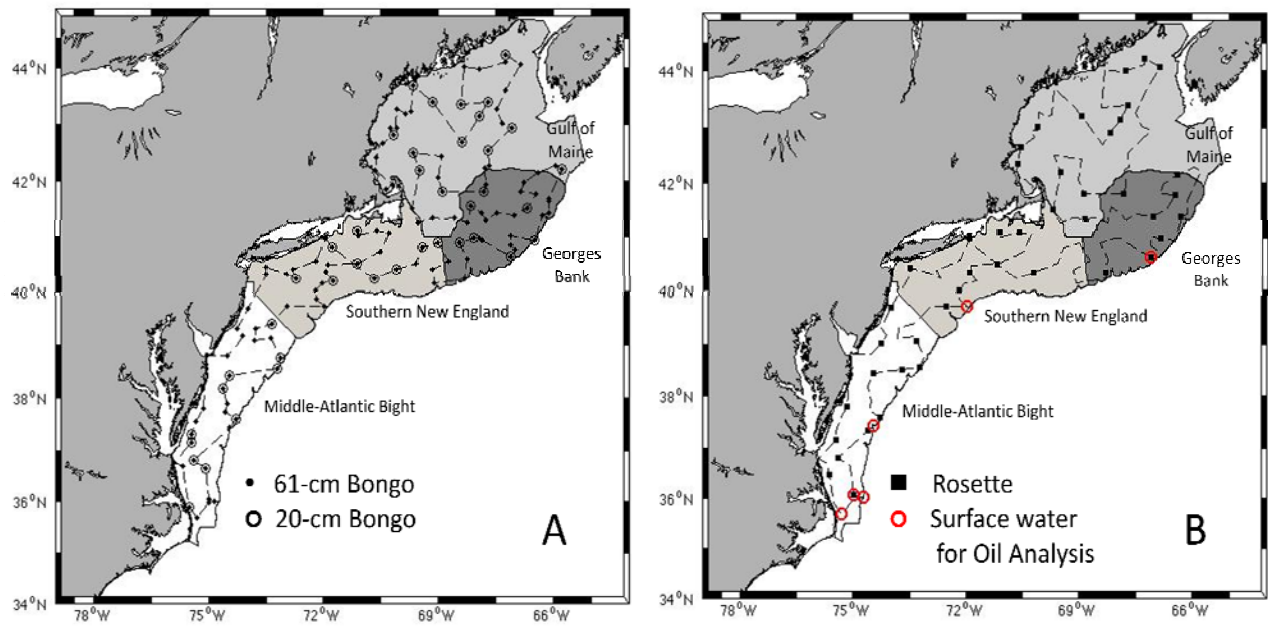 44°N
42°N
40°N
38°N
36°N
34°N
78°W
75°W
72°W
69°W
66°W
Gulf of
Maine
Georges
Bank
Southern New England
Middle-Atlantic Bight
61-cm Bongo
20-cm Bongo
A
44°N
42°N
40°N
38°N
36°N
34°N
78°W
75°W
72°W
69°W
66°W
Gulf of
Maine
Georges
Bank
Southern New England
Middle-Atlantic Bight
Rosette
Surface water
for Oil Analysis
B